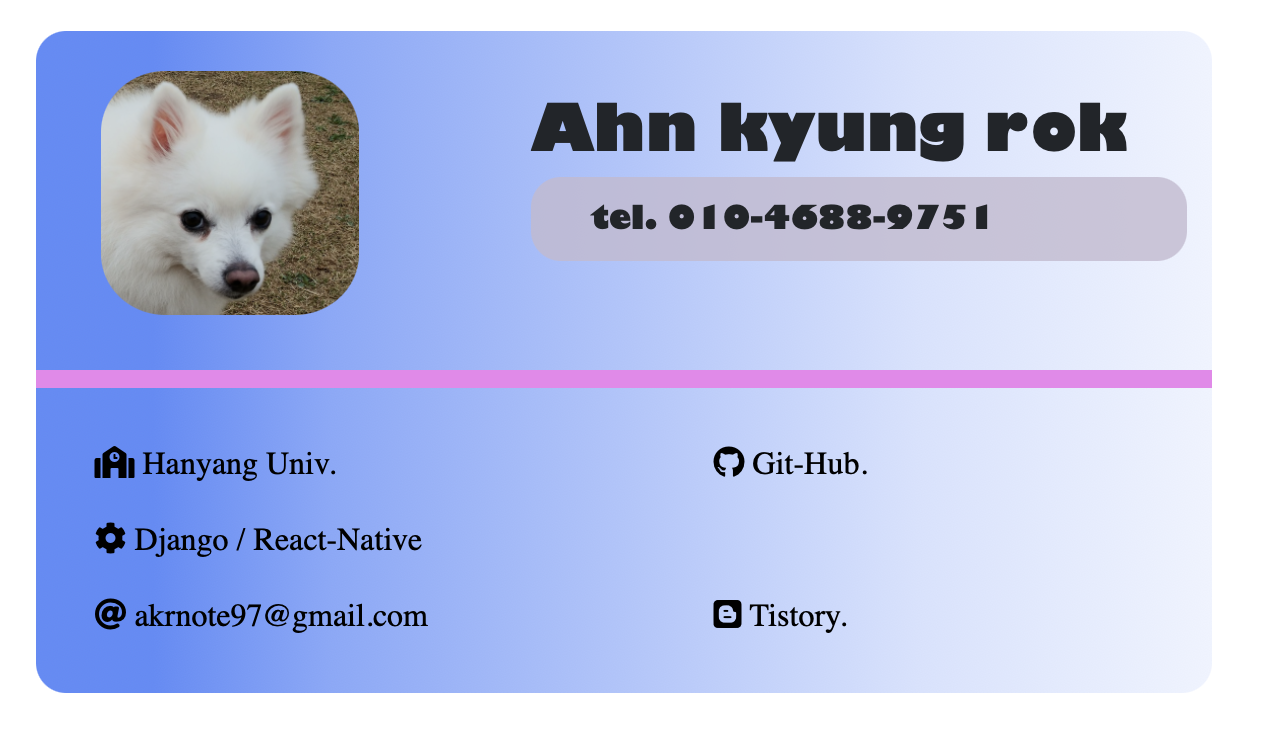 Ahn kyung rok
tel. 010-4688-9751
Hanyang Univ.
Git-Hub.
Django / React-Native
@ akrnote97@gmail.com
Tistory.